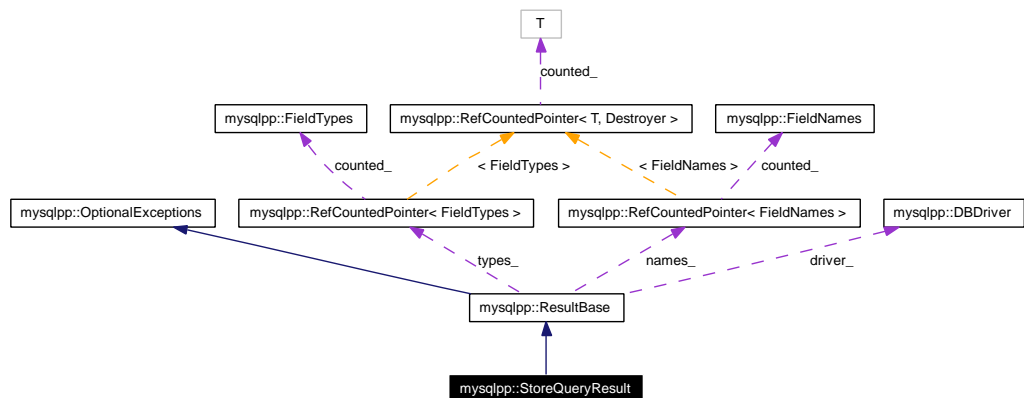 T
counted_
mysqlpp::FieldTypes
mysqlpp::RefCountedPointer< T, Destroyer >
mysqlpp::FieldNames
counted_
< FieldTypes >
< FieldNames >
counted_
mysqlpp::OptionalExceptions
mysqlpp::RefCountedPointer< FieldTypes >
mysqlpp::RefCountedPointer< FieldNames >
mysqlpp::DBDriver
types_
names_
driver_
mysqlpp::ResultBase
mysqlpp::StoreQueryResult